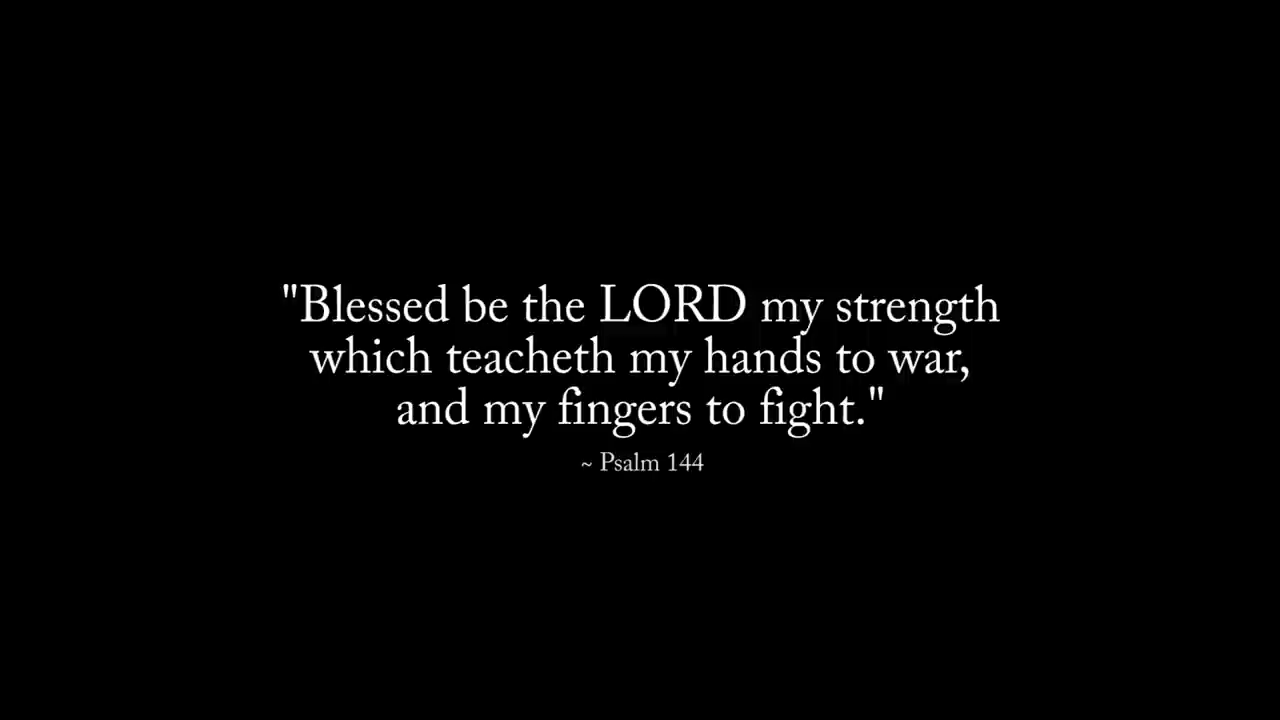 "Blessed be the LORD my strength
which teacheth my hands to war,
and my fingers to fight."
~ Psalm 144